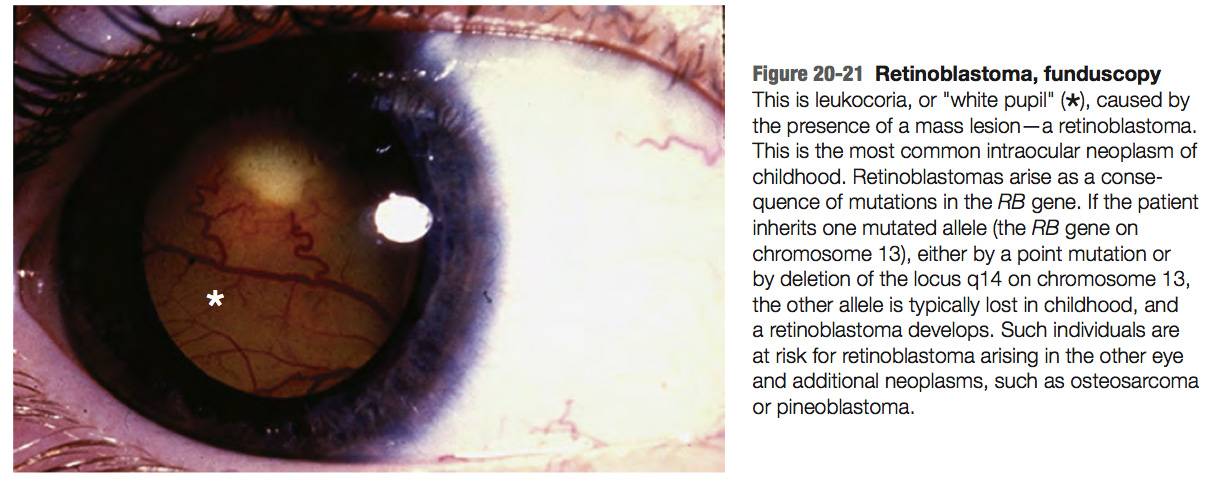 *
Figure 20-21 Retinoblastoma, funduscopy
This is leukocoria, or "white pupil" (*), caused by
the presence of a mass lesion—a retinoblastoma.
This is the most common intraocular neoplasm of
childhood. Retinoblastomas arise as a conse-
quence of mutations in the RB gene. If the patient
inherits one mutated allele (the RB gene on
chromosome 13), either by a point mutation or
by deletion of the locus q14 on chromosome 13,
the other allele is typically lost in childhood, and
a retinoblastoma develops. Such individuals are
at risk for retinoblastoma arising in the other eye
and additional neoplasms, such as osteosarcoma
or pineoblastoma.